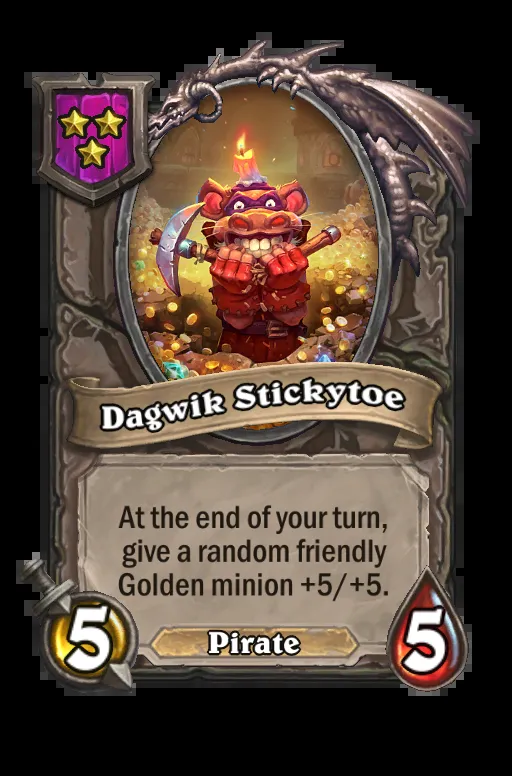 Dagwik Stickytoe
At the end of your turn,
give a random friendly
Golden minion +5/+5.
5
Pirate
5